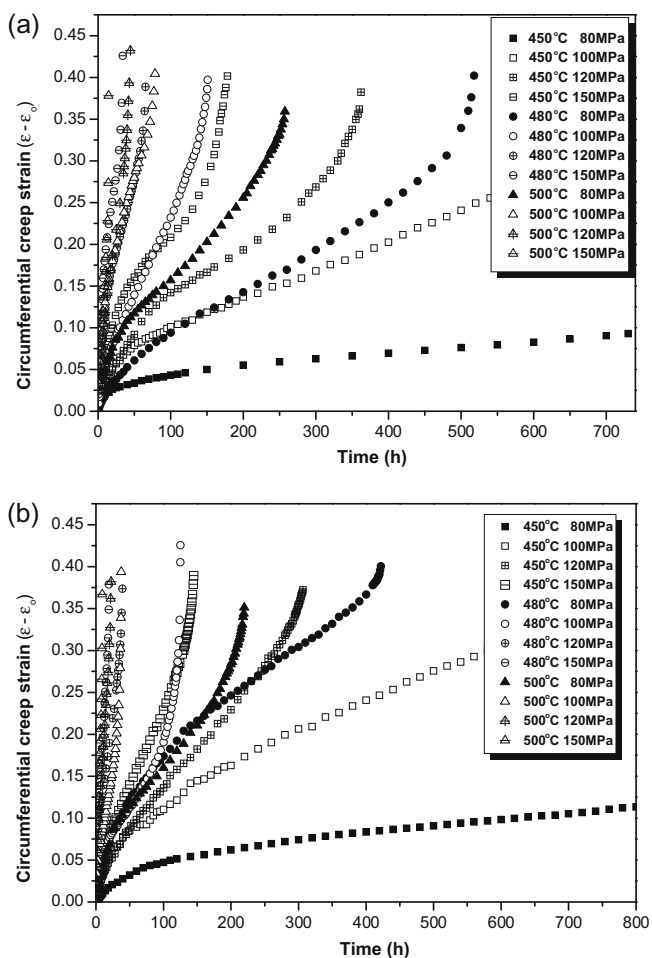 (a)
0.45
0.40
0.35
0.30
0.25
0.20
0.15
0.10
0.05
0.00
Circumferential creep strain (ε - ε₀)
0 100 200 300 400 500 600 700
Time (h)
450°C 80MPa
450°C 100MPa
450°C 120MPa
450°C 150MPa
480°C 80MPa
480°C 100MPa
480°C 120MPa
480°C 150MPa
500°C 80MPa
500°C 100MPa
500°C 120MPa
500°C 150MPa
(b)
0.45
0.40
0.35
0.30
0.25
0.20
0.15
0.10
0.05
0.00
Circumferential creep strain (ε - ε₀)
0 100 200 300 400 500 600 700 800
Time (h)
450°C 80MPa
450°C 100MPa
450°C 120MPa
450°C 150MPa
480°C 80MPa
480°C 100MPa
480°C 120MPa
480°C 150MPa
500°C 80MPa
500°C 100MPa
500°C 120MPa
500°C 150MPa